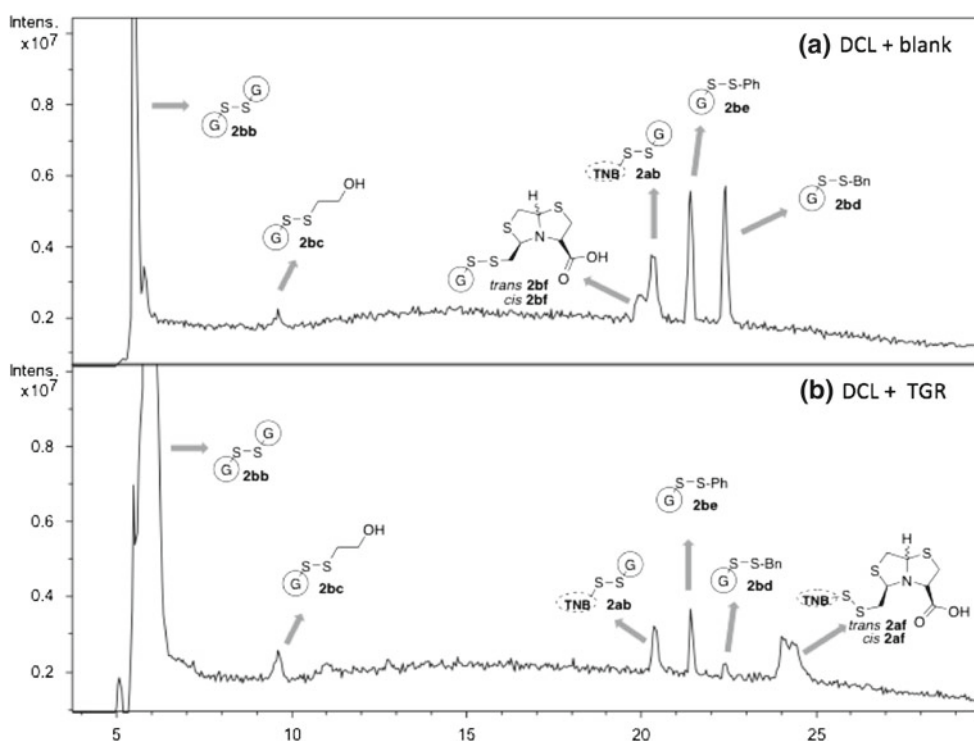 Intens.
x10⁷
(a) DCL + blank
0.8
0.6
0.4
0.2
G S–S G
2bb
G S–S OH
2bc
H
S S
N
G S–S OH
O
trans 2bf
cis 2bf
TNB S–S G
2ab
G S–S–Ph
2be
G S–S–Bn
2bd
Intens.
x10⁷
(b) DCL + TGR
0.8
0.6
0.4
0.2
G S–S G
2bb
G S–S OH
2bc
TNB S–S G
2ab
G S–S–Ph
2be
G S–S–Bn
2bd
H
S S
N
TNB S S OH
O
trans 2af
cis 2af
5 10 15 20 25